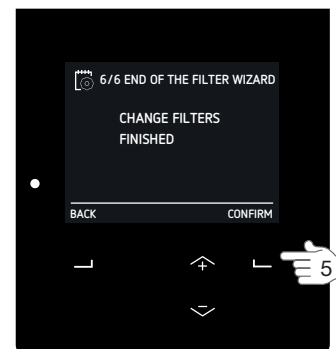 6/6 END OF THE FILTER WIZARD
CHANGE FILTERS
FINISHED
BACK CONFIRM
5